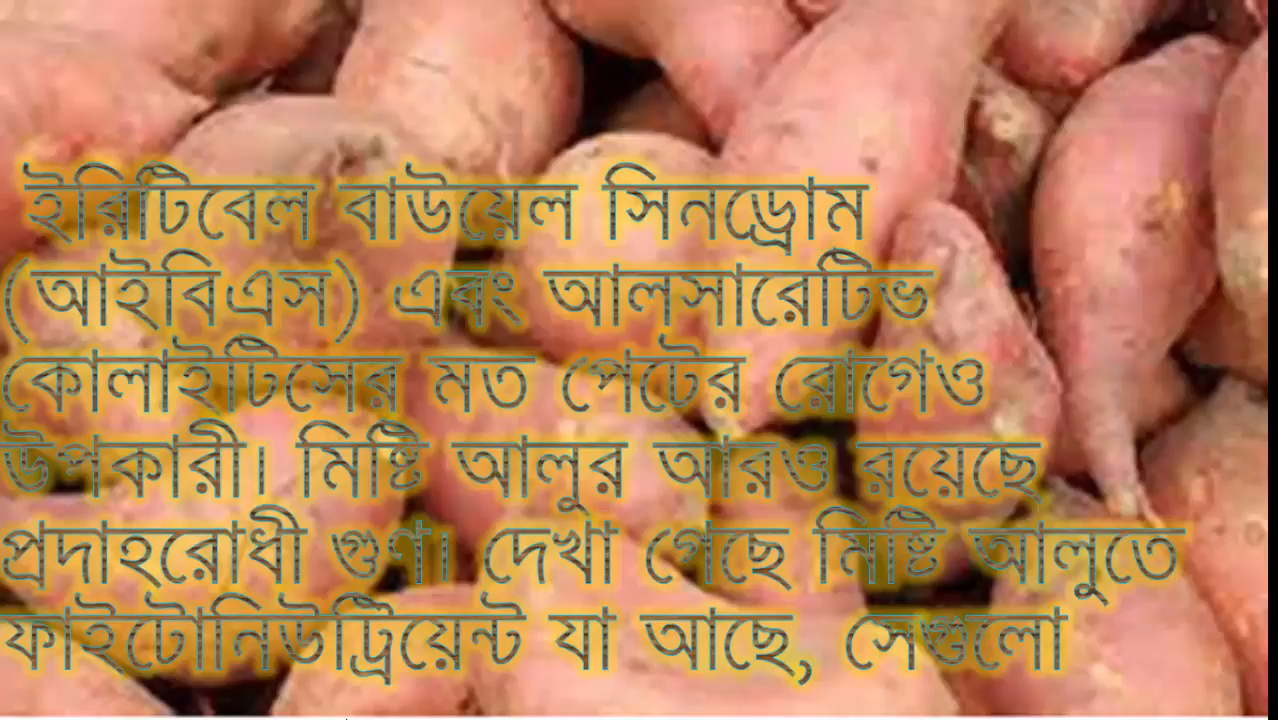 ইরিটিবেল বাউয়েল সিনড্রোম
(আইবিএস) এবং আলসারেটিভ
কোলাইটিসের মত পেটের রোগেও
উপকারী। মিষ্টি আলুর আরও রয়েছে
প্রদাহরোধী গুণ। দেখা গেছে মিষ্টি আলুতে
ফাইটোনিউট্রিয়েন্ট যা আছে, সেগুলো